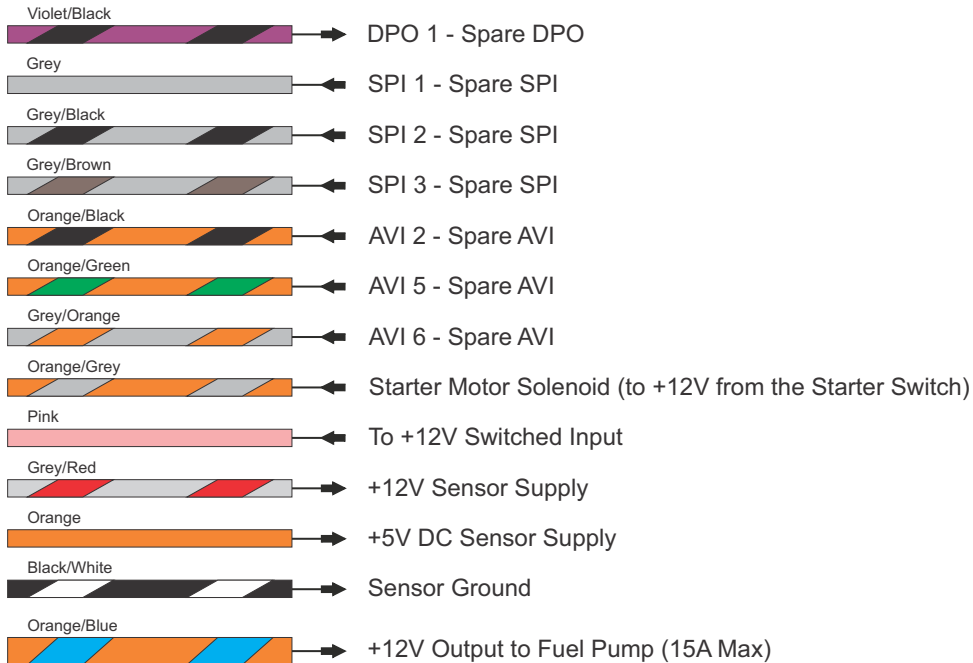 Violet/Black
DPO 1 - Spare DPO
Grey
SPI 1 - Spare SPI
Grey/Black
SPI 2 - Spare SPI
Grey/Brown
SPI 3 - Spare SPI
Orange/Black
AVI 2 - Spare AVI
Orange/Green
AVI 5 - Spare AVI
Grey/Orange
AVI 6 - Spare AVI
Orange/Grey
Starter Motor Solenoid (to +12V from the Starter Switch)
Pink
To +12V Switched Input
Grey/Red
+12V Sensor Supply
Orange
+5V DC Sensor Supply
Black/White
Sensor Ground
Orange/Blue
+12V Output to Fuel Pump (15A Max)